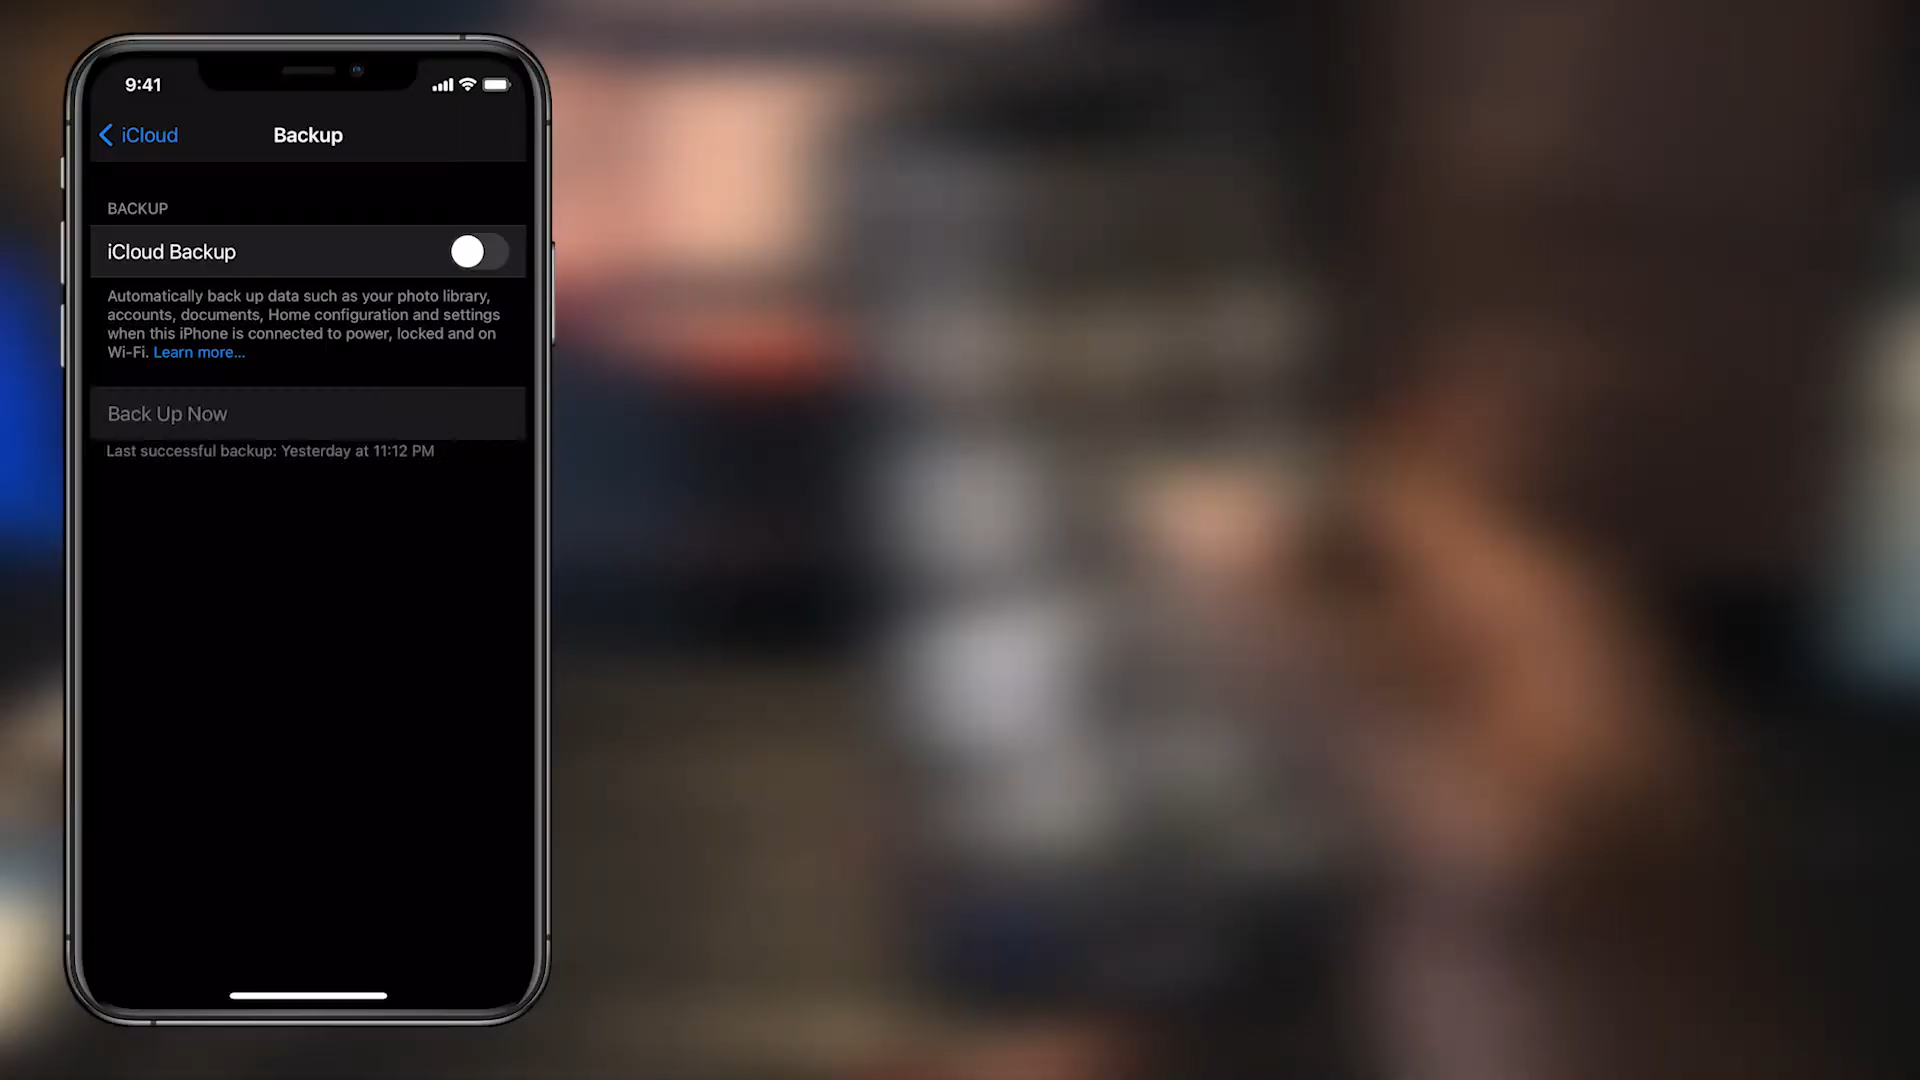 9:41
iCloud
Backup
BACKUP
iCloud Backup
Automatically back up data such as your photo library,
accounts, documents, Home configuration and settings
when this iPhone is connected to power, locked and on
Wi-Fi. Learn more...
Back Up Now
Last successful backup: Yesterday at 11:12 PM